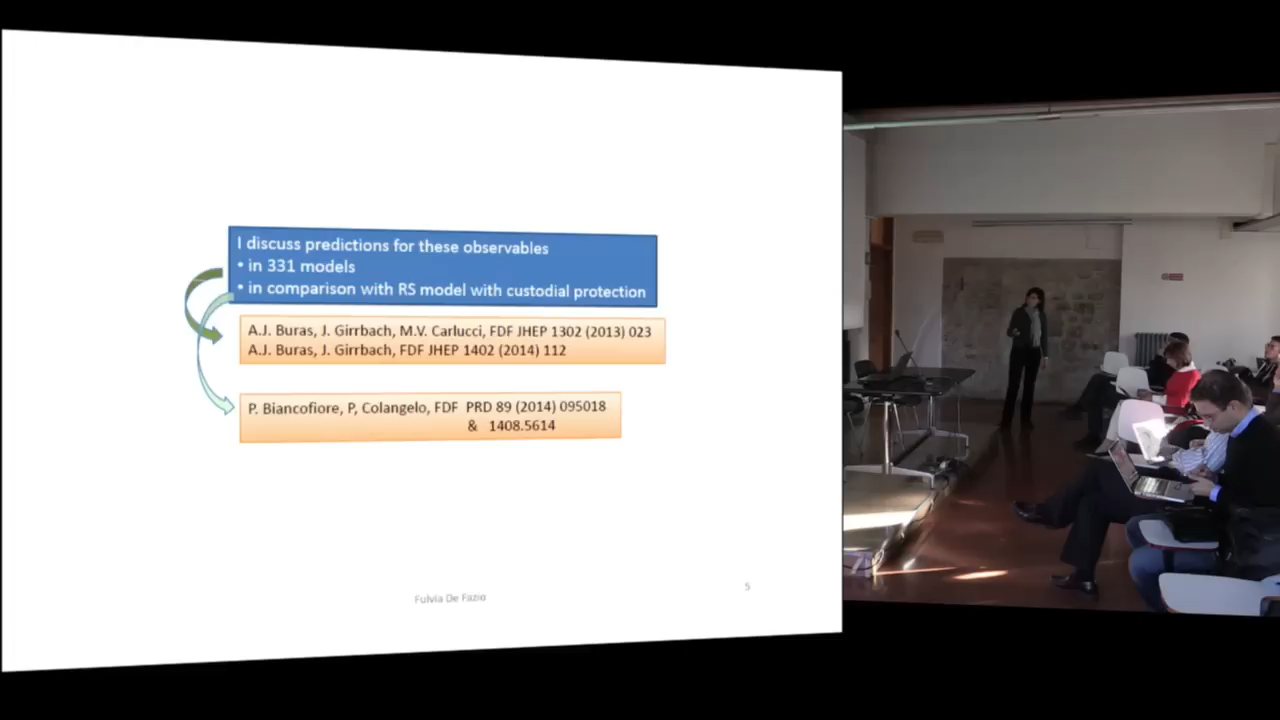 I discuss predictions for these observables
• in 331 models
• in comparison with RS model with custodial protection
A.J. Buras, J. Girrbach, M.V. Carlucci, FDF JHEP 1302 (2013) 023
A.J. Buras, J. Girrbach, FDF JHEP 1402 (2014) 112
P. Biancofiore, P, Colangelo, FDF PRD 89 (2014) 095018
& 1408.5614
Fulvia De Fazio
5